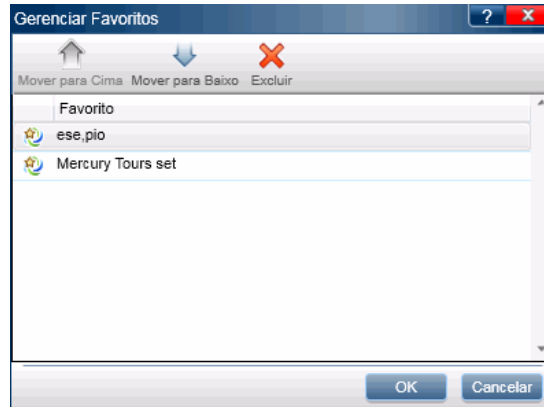 Gerenciar Favoritos
?
X
Mover para Cima Mover para Baixo Excluir
Favorito
ese,pio
Mercury Tours set
OK Cancelar